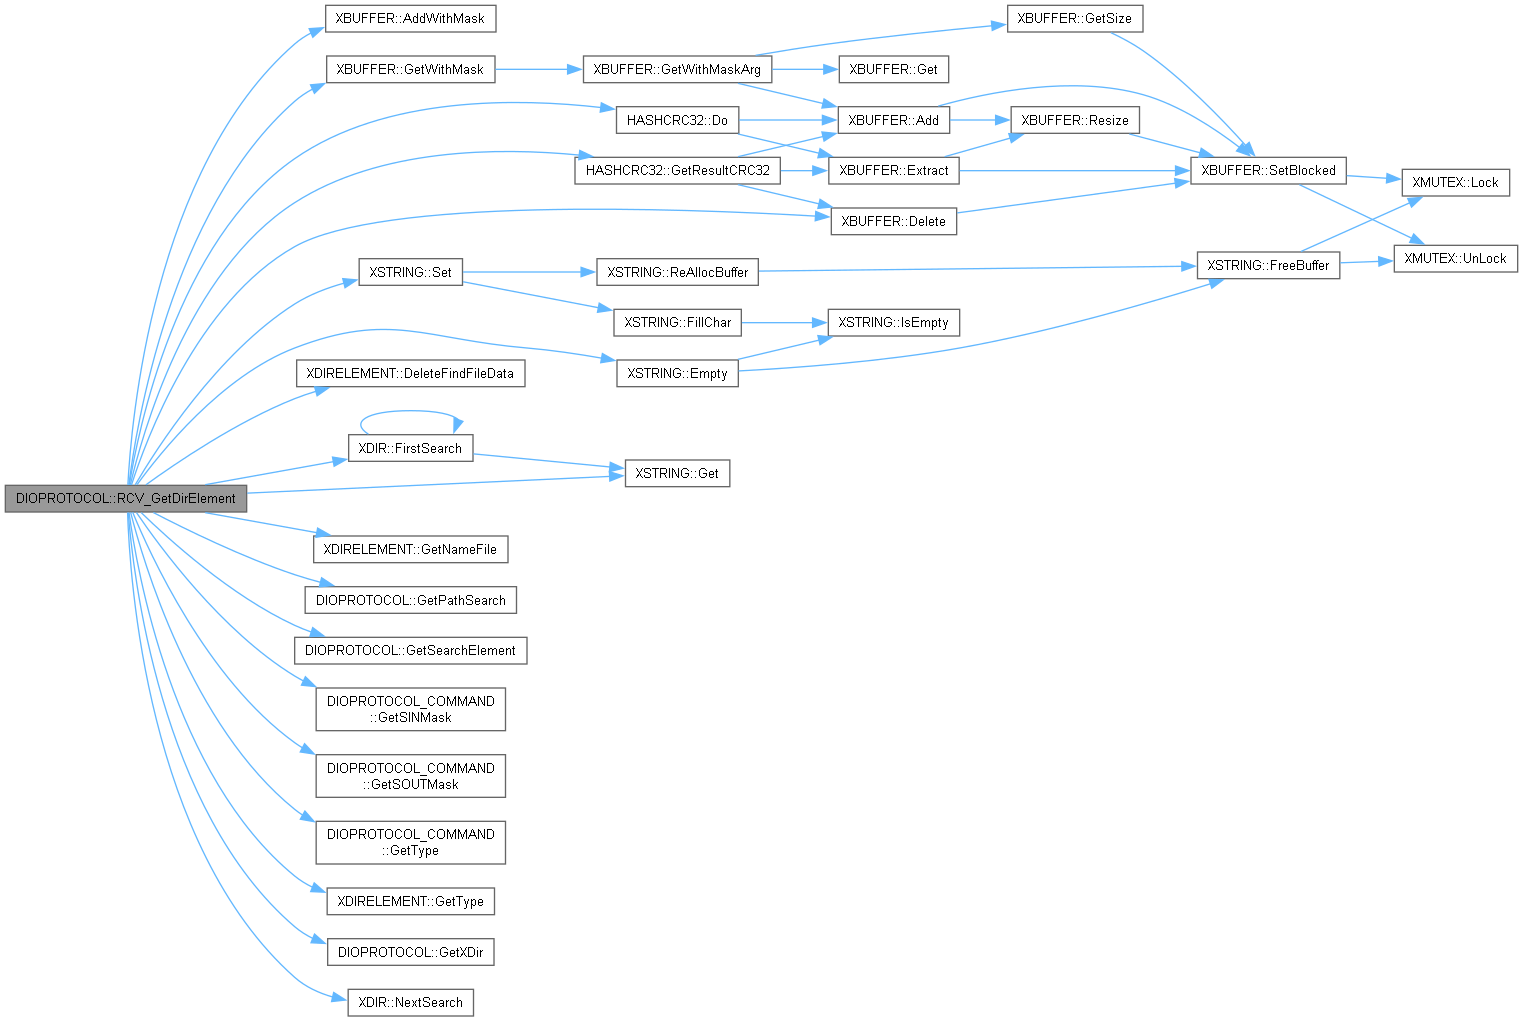 XBUFFER::AddWithMask
XBUFFER::GetWithMask
XBUFFER::GetWithMaskArg
XBUFFER::GetSize
XBUFFER::Get
HASHCRC32::Do
XBUFFER::Add
XBUFFER::Resize
HASHCRC32::GetResultCRC32
XBUFFER::Extract
XBUFFER::SetBlocked
XMUTEX::Lock
XBUFFER::Delete
XSTRING::Set
XSTRING::ReAllocBuffer
XSTRING::FreeBuffer
XMUTEX::UnLock
XSTRING::FillChar
XSTRING::IsEmpty
XDIRELEMENT::DeleteFindFileData
XSTRING::Empty
XDIR::FirstSearch
XSTRING::Get
DIOPROTOCOL::RCV_GetDirElement
XDIRELEMENT::GetNameFile
DIOPROTOCOL::GetPathSearch
DIOPROTOCOL::GetSearchElement
DIOPROTOCOL_COMMAND
::GetSINMask
DIOPROTOCOL_COMMAND
::GetSOUTMask
DIOPROTOCOL_COMMAND
::GetType
XDIRELEMENT::GetType
DIOPROTOCOL::GetXDir
XDIR::NextSearch